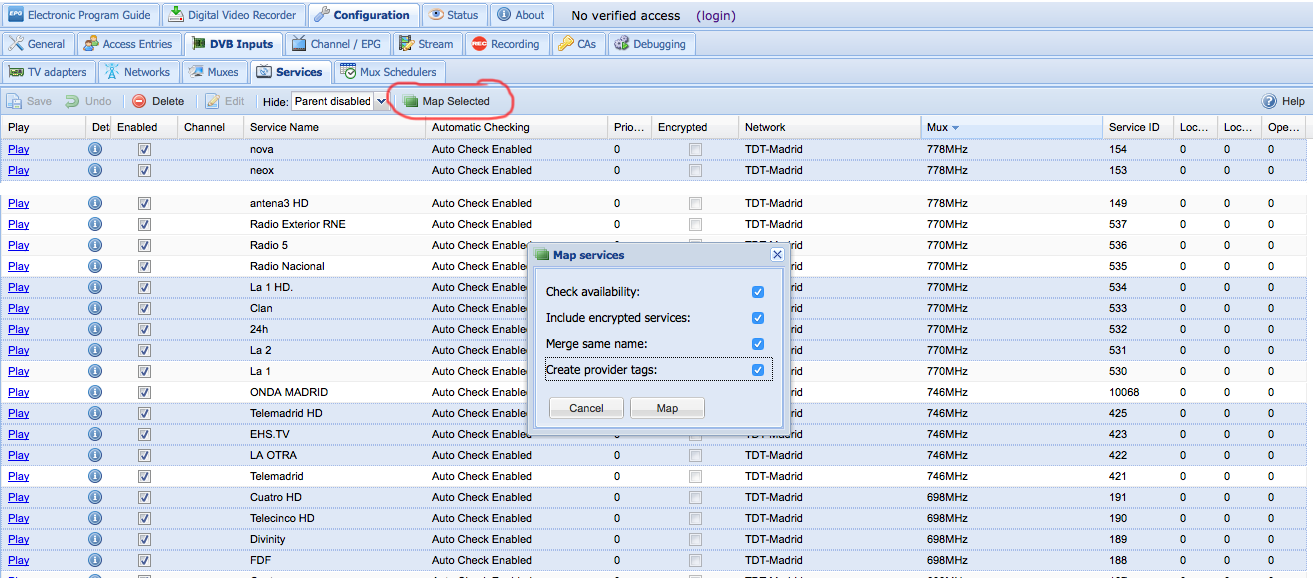 Electronic Program Guide Digital Video Recorder Configuration Status About No verified access (login)
General Access Entries DVB Inputs Channel / EPG Stream Recording CAs Debugging
TV adapters Networks Muxes Services Mux Schedulers
Save Undo Delete Edit Hide: Parent disabled Map Selected Help
Play Det Enabled Channel Service Name Automatic Checking Prio... Encrypted Network Mux Service ID Loc... Loc... Ope...
Play nova Auto Check Enabled 0 TDT-Madrid 778MHz 154 0 0 0
Play neox Auto Check Enabled 0 TDT-Madrid 778MHz 153 0 0 0
Play antena3 HD Auto Check Enabled 0 TDT-Madrid 778MHz 149 0 0 0
Play Radio Exterior RNE Auto Check Enabled 0 TDT-Madrid 770MHz 537 0 0 0
Play Radio 5 Auto Check Enabled 770MHz 536 0 0 0
Play Radio Nacional Auto Check Enable rid 770MHz 535 0 0 0
Play La 1 HD. Auto Check Enable rid 770MHz 534 0 0 0
Play Clan Auto Check Enable rid 770MHz 533 0 0 0
Play 24h Auto Check Enable rid 770MHz 532 0 0 0
Play La 2 Auto Check Enable rid 770MHz 531 0 0 0
Play La 1 Auto Check Enable rid 770MHz 530 0 0 0
Play ONDA MADRID Auto Check Enable rid 746MHz 10068 0 0 0
Play Telemadrid HD Auto Check Enable rid 746MHz 425 0 0 0
Play EHS.TV Auto Check Enabled 746MHz 423 0 0 0
Play LA OTRA Auto Check Enabled 0 TDT-Madrid 746MHz 422 0 0 0
Play Telemadrid Auto Check Enabled 0 TDT-Madrid 746MHz 421 0 0 0
Play Cuatro HD Auto Check Enabled 0 TDT-Madrid 698MHz 191 0 0 0
Play Telecinco HD Auto Check Enabled 0 TDT-Madrid 698MHz 190 0 0 0
Play Divinity Auto Check Enabled 0 TDT-Madrid 698MHz 189 0 0 0
Play FDF Auto Check Enabled 0 TDT-Madrid 698MHz 188 0 0 0
Map services
Check availability:
Include encrypted services:
Merge same name:
Create provider tags:
Cancel Map